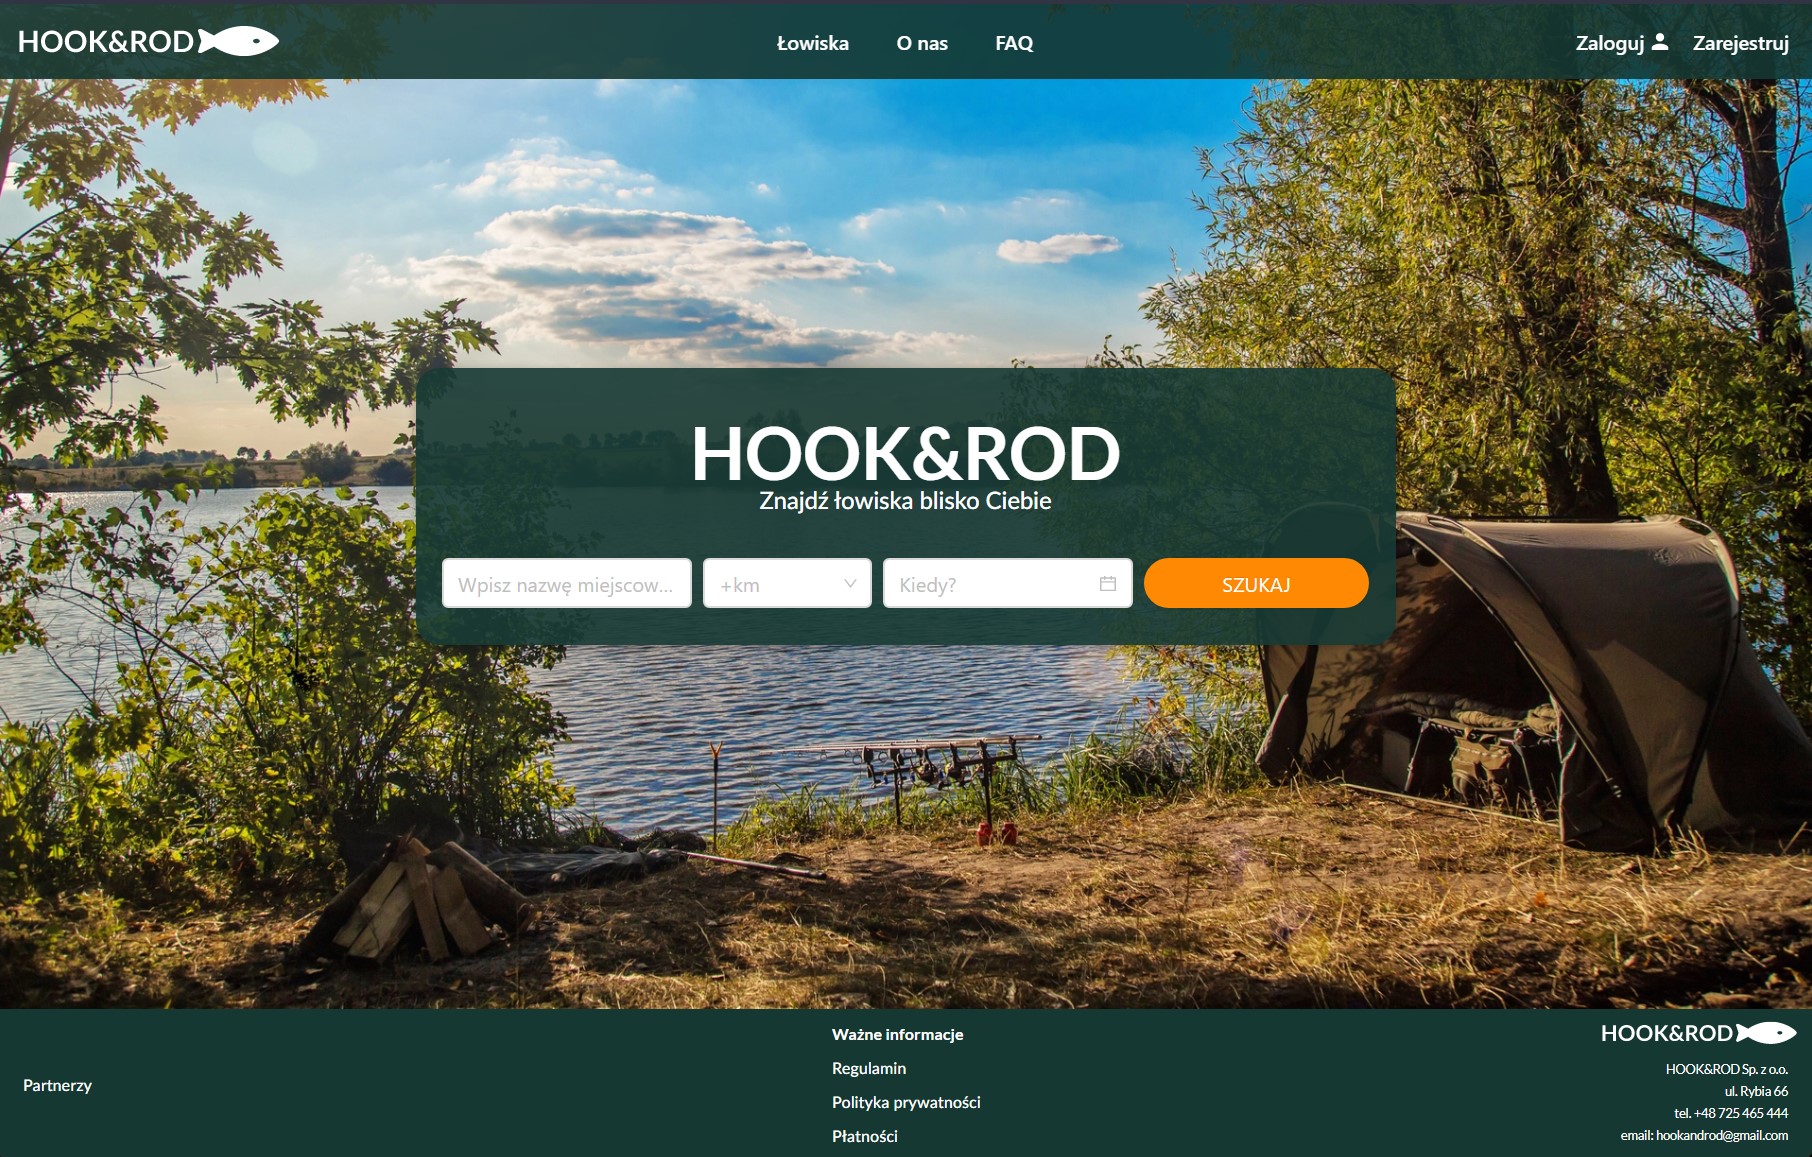 HOOK&ROD
Łowiska
O nas
FAQ
Zaloguj
Zarejestruj
HOOK&ROD
Znajdź łowiska blisko Ciebie
Wpisz nazwę miejscow...
+km
Kiedy?
SZUKAJ
Partnerzy
Ważne informacje
Regulamin
Polityka prywatności
Płatności
HOOK&ROD
HOOK&ROD Sp. z o.o.
ul. Rybia 66
tel. +48 725 465 444
email: hookandrod@gmail.com